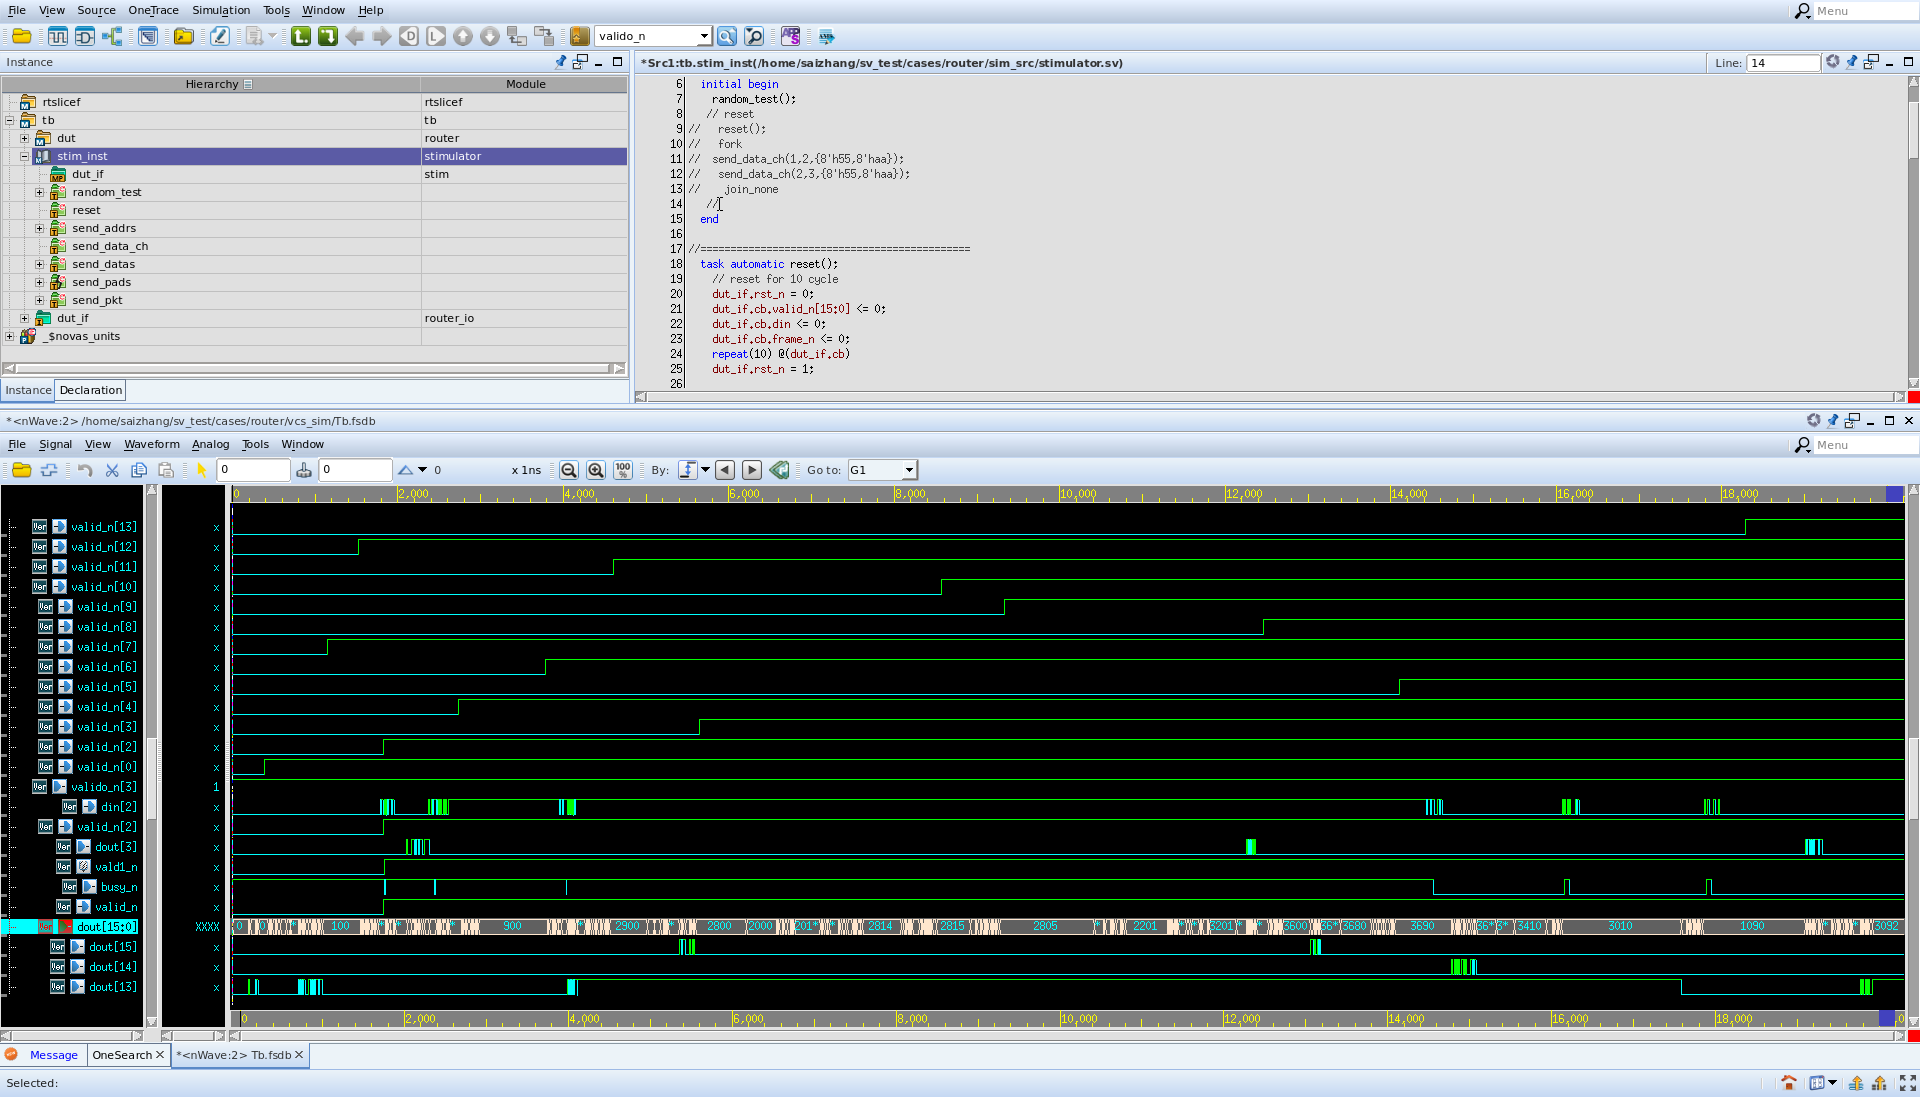 File View Source OneTrace Simulation Tools Window Help
Menu
valido_n
Instance
Hierarchy Module
rtslicef rtslicef
tb tb
dut router
stim_inst stimulator
dut_if stim
random_test
reset
send_addrs
send_data_ch
send_datas
send_pads
send_pkt
dut_if router_io
_$novas_units
Instance Declaration
*Src1:tb.stim_inst(/home/saizhang/sv_test/cases/router/sim_src/stimulator.sv)
Line: 14
6 initial begin
7 random_test();
8 // reset
9 // reset();
10 // fork
11 // send_data_ch(1,2,{8'h55,8'haa});
12 // send_data_ch(2,3,{8'h55,8'haa});
13 // join_none
14 //
15 end
16
17 //=============================================
18 task automatic reset();
19 // reset for 10 cycle
20 dut_if.rst_n = 0;
21 dut_if.cb.valid_n[15:0] <= 0;
22 dut_if.cb.din <= 0;
23 dut_if.cb.frame_n <= 0;
24 repeat(10) @(dut_if.cb)
25 dut_if.rst_n = 1;
26
*<nWave:2> /home/saizhang/sv_test/cases/router/vcs_sim/Tb.fsdb
File Signal View Waveform Analog Tools Window
Menu
0 0 0 x 1ns 100 % By: Go to: G1
0 2,000 4,000 6,000 8,000 10,000 12,000 14,000 16,000 18,000
valid_n[13] x
valid_n[12] x
valid_n[11] x
valid_n[10] x
valid_n[9] x
valid_n[8] x
valid_n[7] x
valid_n[6] x
valid_n[5] x
valid_n[4] x
valid_n[3] x
valid_n[2] x
valid_n[0] x
valido_n[3] 1
din[2] x
valid_n[2] x
dout[3] x
vald1_n x
busy_n x
valid_n x
dout[15:0] XXXX 0 0 100 * * 900 2900 2800 2000 201* * 2814 2815 2805 2201 3201 3600 36* 3680 3690 36* 3* 3410 3010 1090 3092
dout[15] x
dout[14] x
dout[13] x
0 2,000 4,000 6,000 8,000 10,000 12,000 14,000 16,000 18,000
Message OneSearch *<nWave:2> Tb.fsdb
Selected: